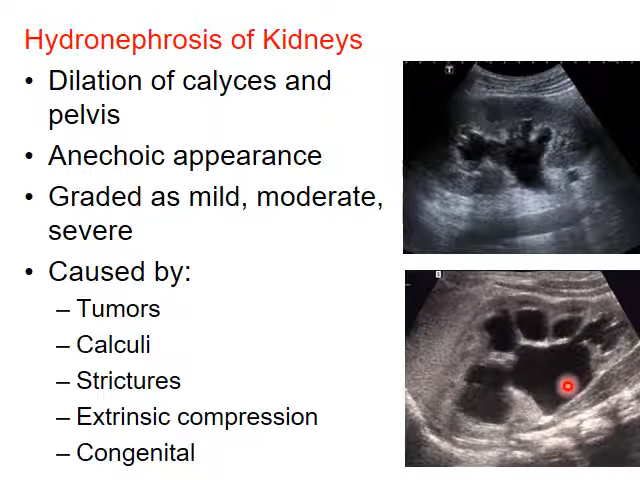 Hydronephrosis of Kidneys
• Dilation of calyces and
pelvis
• Anechoic appearance
• Graded as mild, moderate,
severe
• Caused by:
– Tumors
– Calculi
– Strictures
– Extrinsic compression
– Congenital